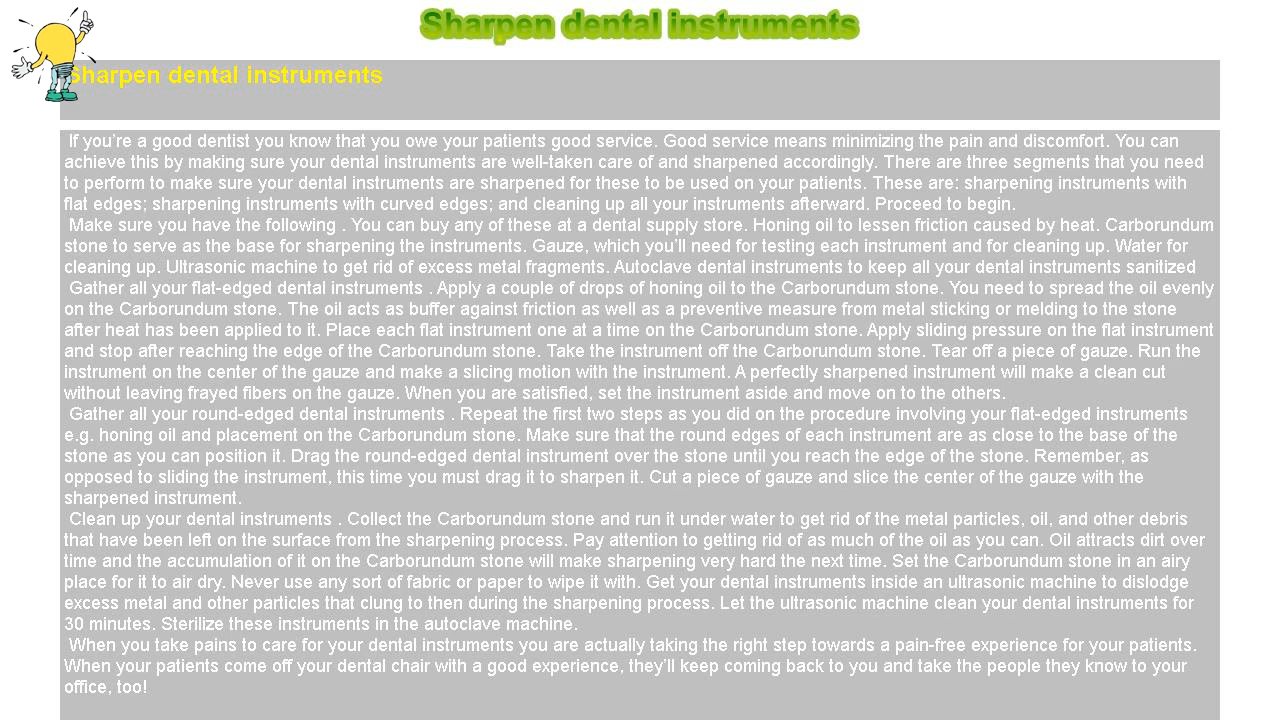 Sharpen dental instruments
Sharpen dental instruments
If you’re a good dentist you know that you owe your patients good service. Good service means minimizing the pain and discomfort. You can
achieve this by making sure your dental instruments are well-taken care of and sharpened accordingly. There are three segments that you need
to perform to make sure your dental instruments are sharpened for these to be used on your patients. These are: sharpening instruments with
flat edges; sharpening instruments with curved edges; and cleaning up all your instruments afterward. Proceed to begin.
Make sure you have the following . You can buy any of these at a dental supply store. Honing oil to lessen friction caused by heat. Carborundum
stone to serve as the base for sharpening the instruments. Gauze, which you’ll need for testing each instrument and for cleaning up. Water for
cleaning up. Ultrasonic machine to get rid of excess metal fragments. Autoclave dental instruments to keep all your dental instruments sanitized
Gather all your flat-edged dental instruments . Apply a couple of drops of honing oil to the Carborundum stone. You need to spread the oil evenly
on the Carborundum stone. The oil acts as buffer against friction as well as a preventive measure from metal sticking or melding to the stone
after heat has been applied to it. Place each flat instrument one at a time on the Carborundum stone. Apply sliding pressure on the flat instrument
and stop after reaching the edge of the Carborundum stone. Take the instrument off the Carborundum stone. Tear off a piece of gauze. Run the
instrument on the center of the gauze and make a slicing motion with the instrument. A perfectly sharpened instrument will make a clean cut
without leaving frayed fibers on the gauze. When you are satisfied, set the instrument aside and move on to the others.
Gather all your round-edged dental instruments . Repeat the first two steps as you did on the procedure involving your flat-edged instruments
e.g. honing oil and placement on the Carborundum stone. Make sure that the round edges of each instrument are as close to the base of the
stone as you can position it. Drag the round-edged dental instrument over the stone until you reach the edge of the stone. Remember, as
opposed to sliding the instrument, this time you must drag it to sharpen it. Cut a piece of gauze and slice the center of the gauze with the
sharpened instrument.
Clean up your dental instruments . Collect the Carborundum stone and run it under water to get rid of the metal particles, oil, and other debris
that have been left on the surface from the sharpening process. Pay attention to getting rid of as much of the oil as you can. Oil attracts dirt over
time and the accumulation of it on the Carborundum stone will make sharpening very hard the next time. Set the Carborundum stone in an airy
place for it to air dry. Never use any sort of fabric or paper to wipe it with. Get your dental instruments inside an ultrasonic machine to dislodge
excess metal and other particles that clung to then during the sharpening process. Let the ultrasonic machine clean your dental instruments for
30 minutes. Sterilize these instruments in the autoclave machine.
When you take pains to care for your dental instruments you are actually taking the right step towards a pain-free experience for your patients.
When your patients come off your dental chair with a good experience, they’ll keep coming back to you and take the people they know to your
office, too!